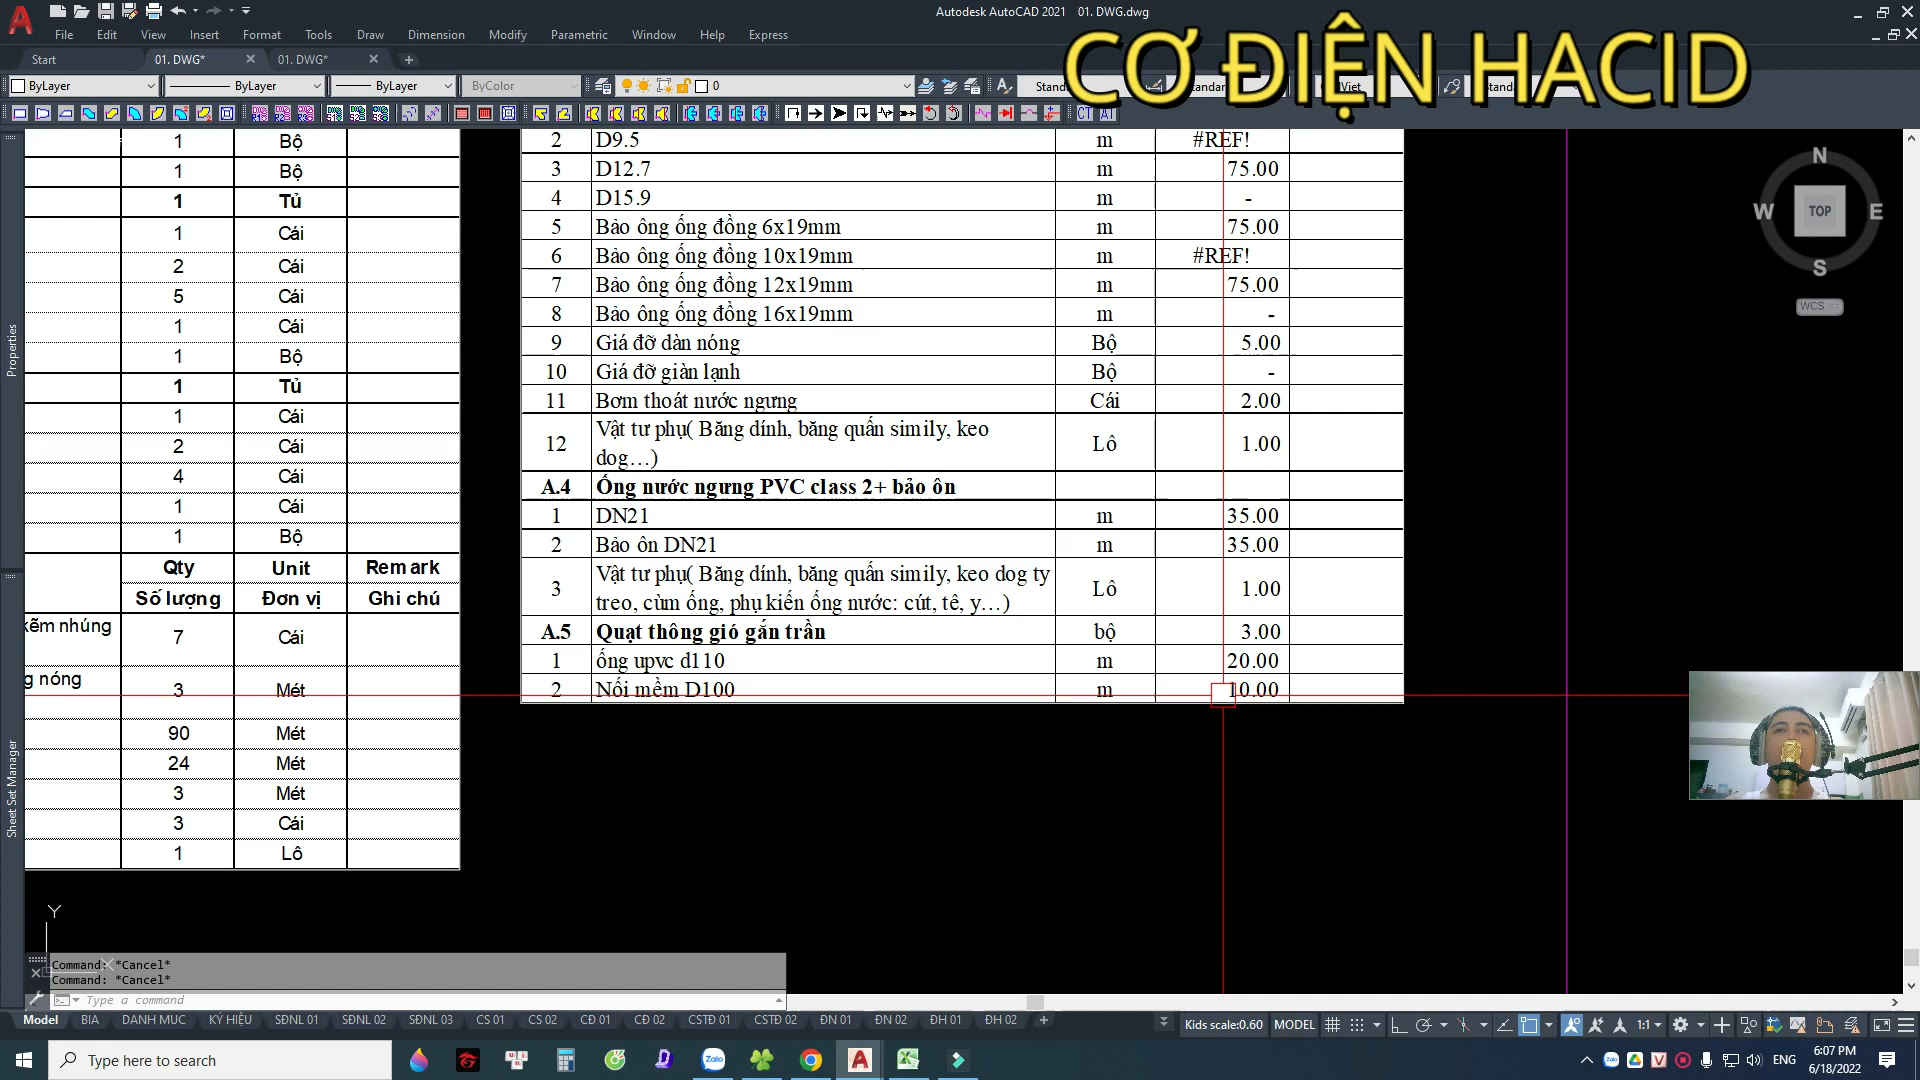 Autodesk AutoCAD 2021 01. DWG.dwg
File Edit View Insert Format Tools Draw Dimension Modify Parametric Window Help Express
CƠ ĐIỆN HACID
Start 01. DWG* 01. DWG*
ByLayer ByLayer ByLayer ByColor 0
CT AT
N
W TOP E
S
WCS
Properties
Sheet Set Manager
1 Bộ
1 Bộ
1 Tủ
1 Cái
2 Cái
5 Cái
1 Cái
1 Bộ
1 Tủ
1 Cái
2 Cái
4 Cái
1 Cái
1 Bộ
Qty Unit Remark
Số lượng Đơn vị Ghi chú
kẽm nhúng 7 Cái
g nóng 3 Mét
90 Mét
24 Mét
3 Mét
3 Cái
1 Lô
2 D9.5 m #REF!
3 D12.7 m 75.00
4 D15.9 m -
5 Bảo ông ống đồng 6x19mm m 75.00
6 Bảo ông ống đồng 10x19mm m #REF!
7 Bảo ông ống đồng 12x19mm m 75.00
8 Bảo ông ống đồng 16x19mm m -
9 Giá đỡ dàn nóng Bộ 5.00
10 Giá đỡ giàn lạnh Bộ -
11 Bơm thoát nước ngưng Cái 2.00
12 Vật tư phụ( Băng dính, băng quấn simily, keo
dog…) Lô 1.00
A.4 Ống nước ngưng PVC class 2+ bảo ôn
1 DN21 m 35.00
2 Bảo ôn DN21 m 35.00
3 Vật tư phụ( Băng dính, băng quấn simily, keo dog ty
treo, cùm ống, phụ kiến ống nước: cút, tê, y…) Lô 1.00
A.5 Quạt thông gió gắn trần bộ 3.00
1 ống upvc d110 m 20.00
2 Nối mềm D100 m 10.00
Y
X
Command: *Cancel*
Command: *Cancel*
Type a command
Model BIA DANH MUC KÝ HIỆU SĐNL 01 SĐNL 02 SĐNL 03 CS 01 CS 02 CĐ 01 CĐ 02 CSTĐ 01 CSTĐ 02 ĐN 01 ĐN 02 ĐH 01 ĐH 02
Kids scale:0.60 MODEL 1:1
Type here to search
Zalo
ENG
6:07 PM
6/18/2022